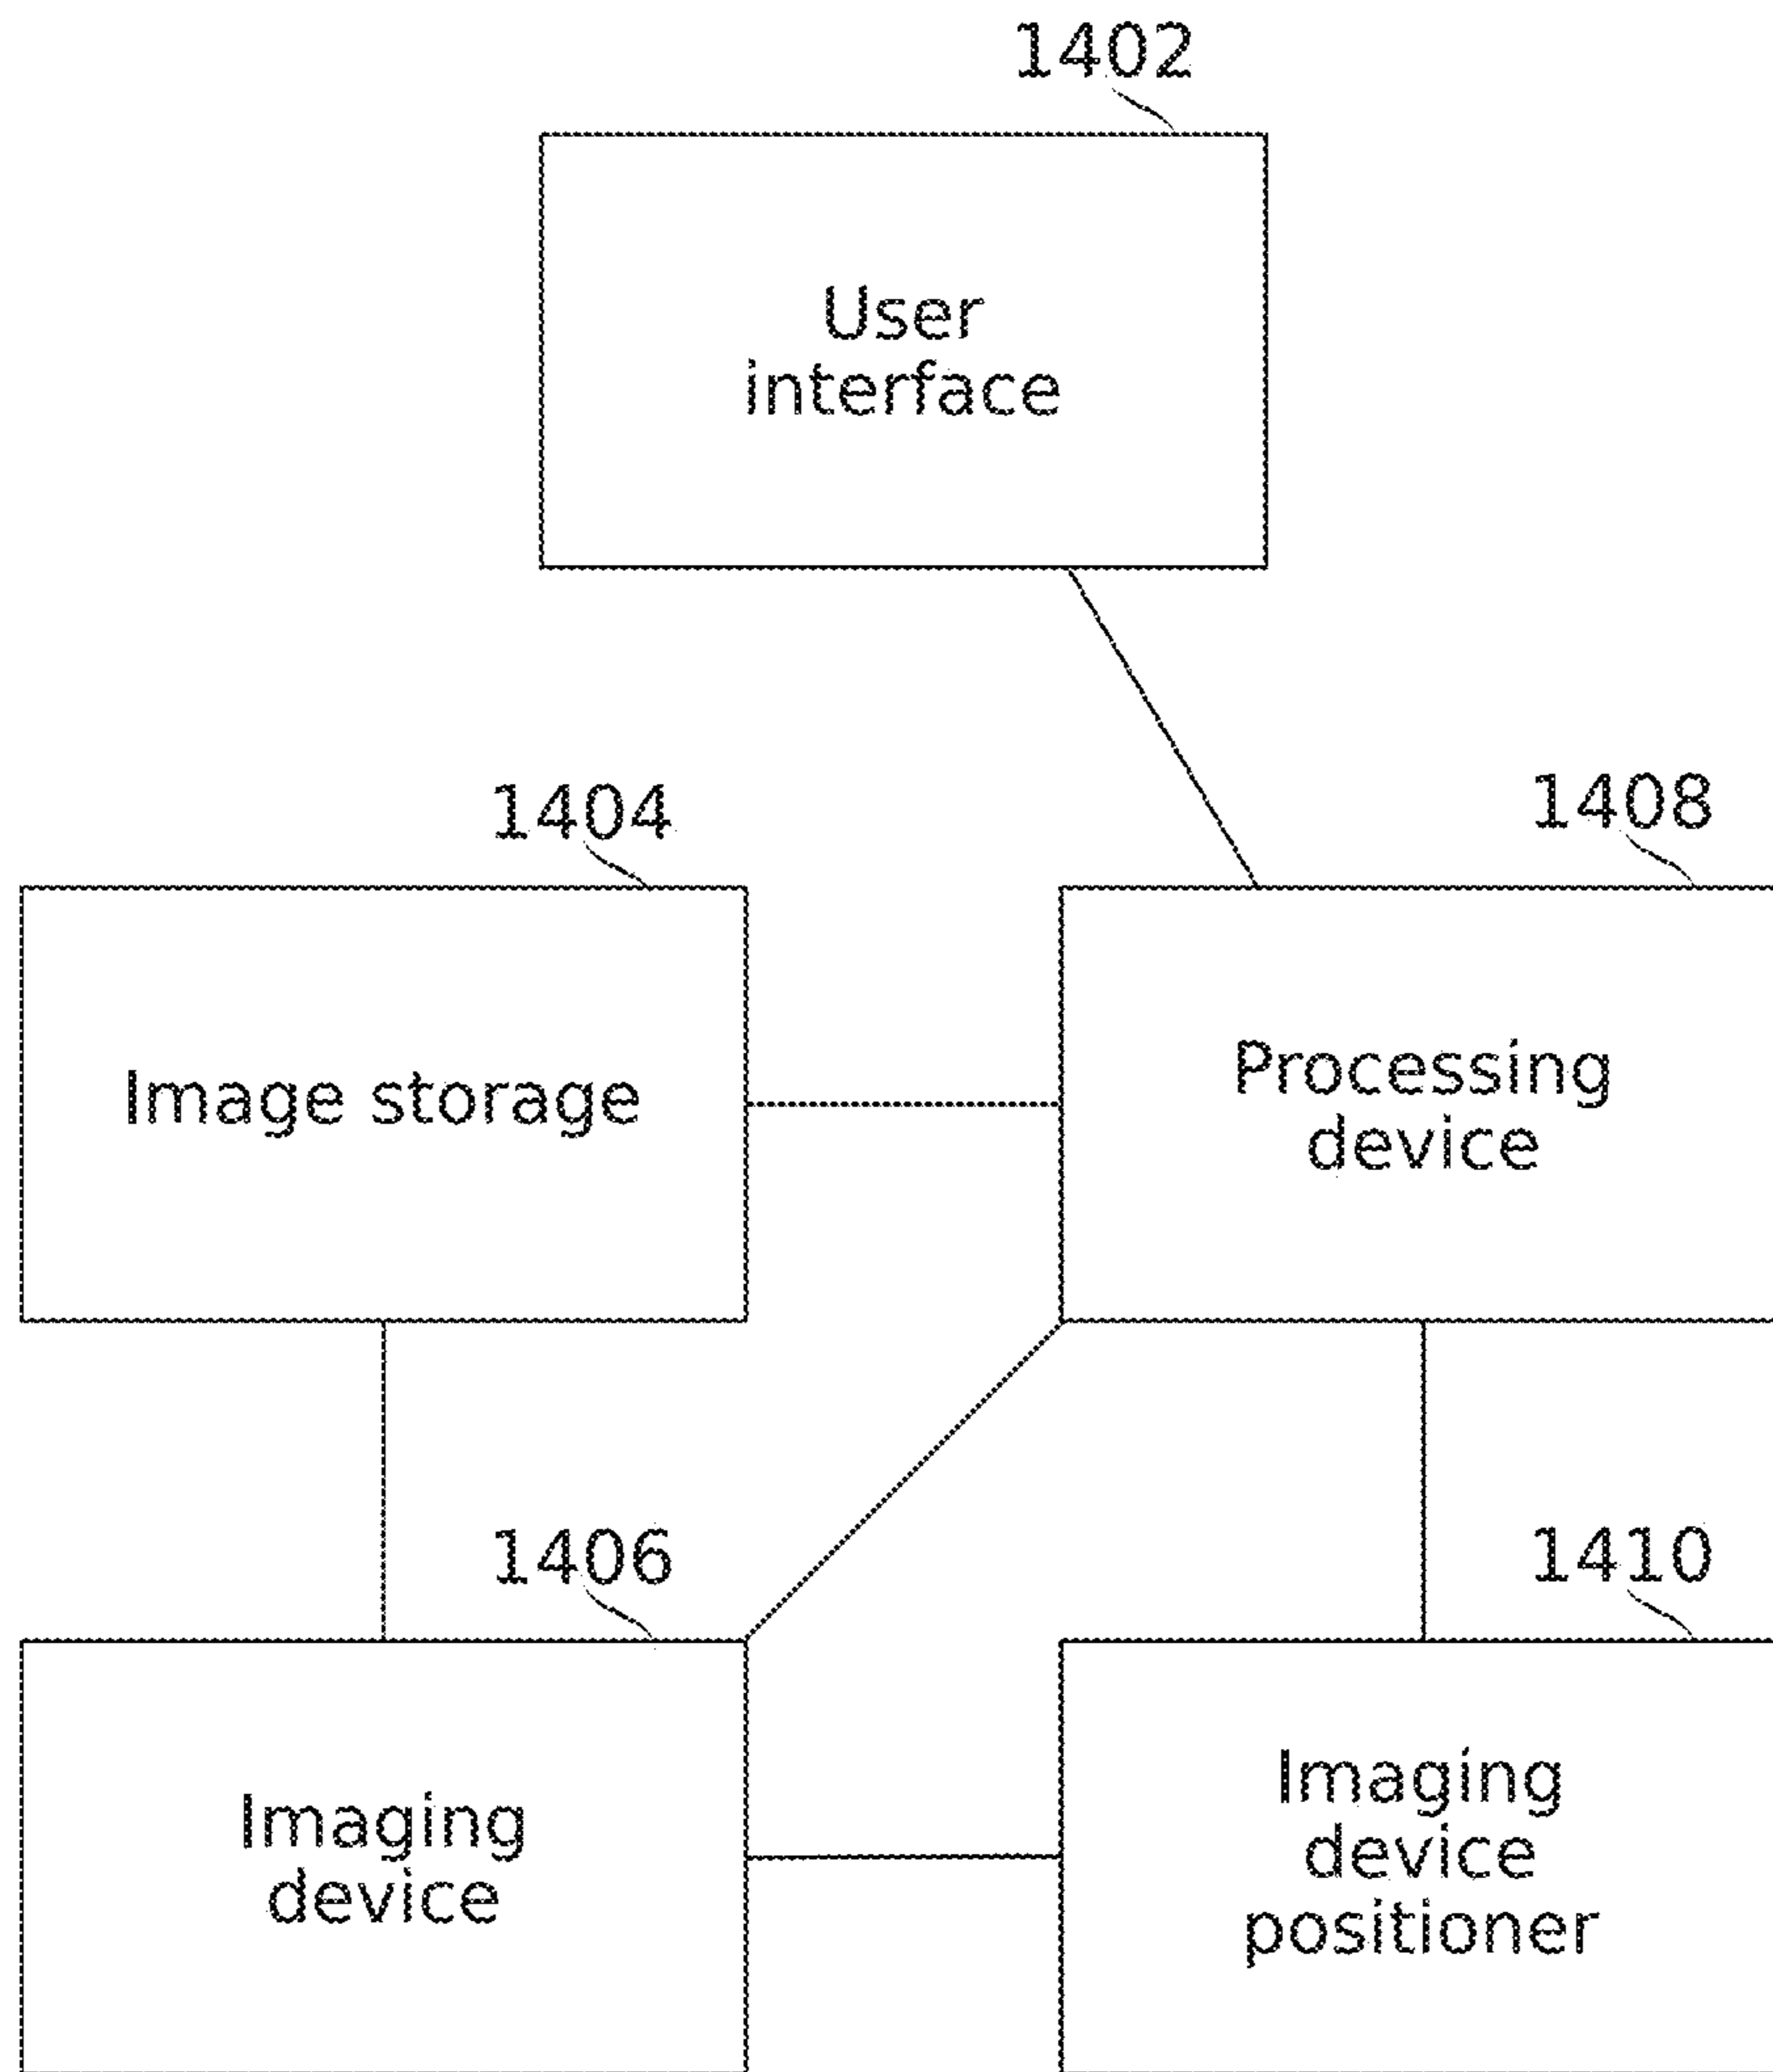 1402
User
interface
1404
1408
Image storage
Processing
device
1406
1410
Imaging
device
Imaging
device
positioner